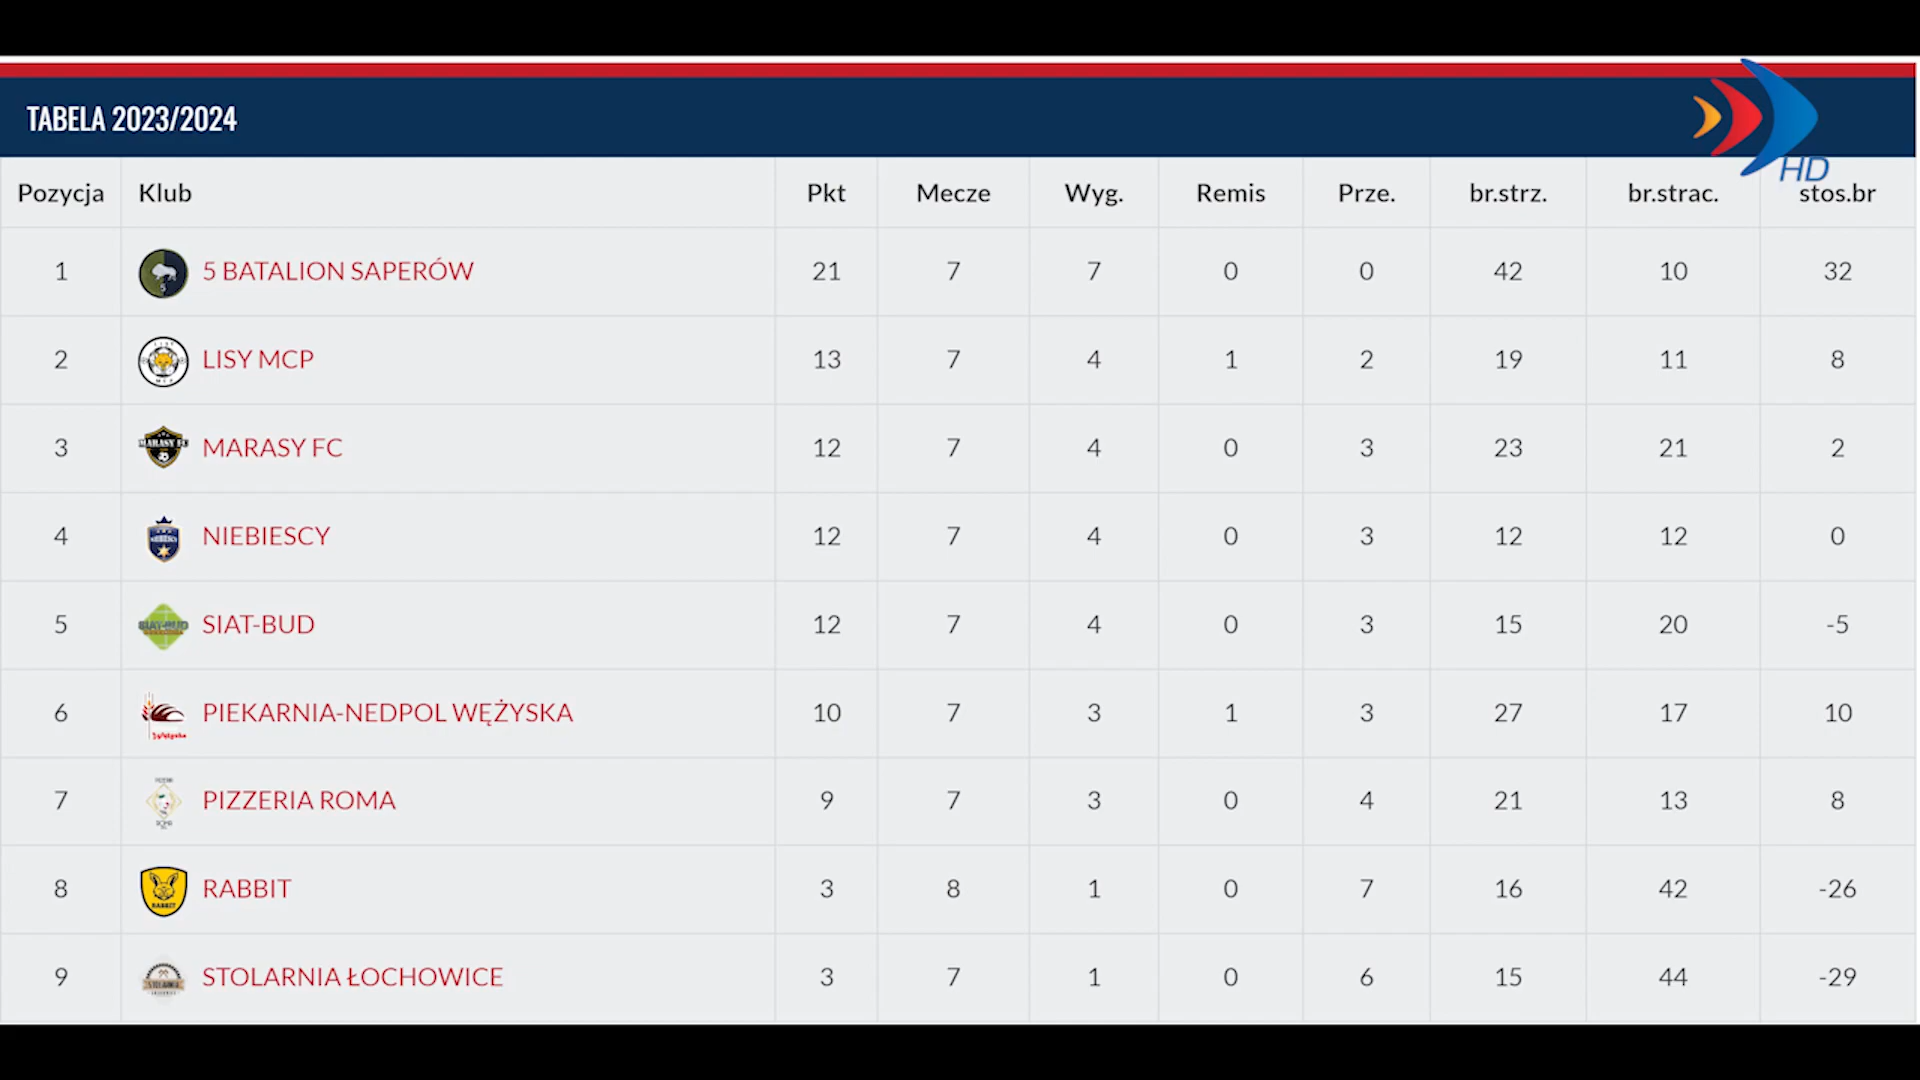 TABELA 2023/2024
HD
Pozycja Klub Pkt Mecze Wyg. Remis Prze. br.strz. br.strac. stos.br
1 5 BATALION SAPERÓW 21 7 7 0 0 42 10 32
2 LISY MCP 13 7 4 1 2 19 11 8
3 MARASY FC 12 7 4 0 3 23 21 2
4 NIEBIESCY 12 7 4 0 3 12 12 0
5 SIAT-BUD 12 7 4 0 3 15 20 -5
6 PIEKARNIA-NEDPOL WĘŻYSKA 10 7 3 1 3 27 17 10
7 PIZZERIA ROMA 9 7 3 0 4 21 13 8
8 RABBIT 3 8 1 0 7 16 42 -26
9 STOLARNIA ŁOCHOWICE 3 7 1 0 6 15 44 -29